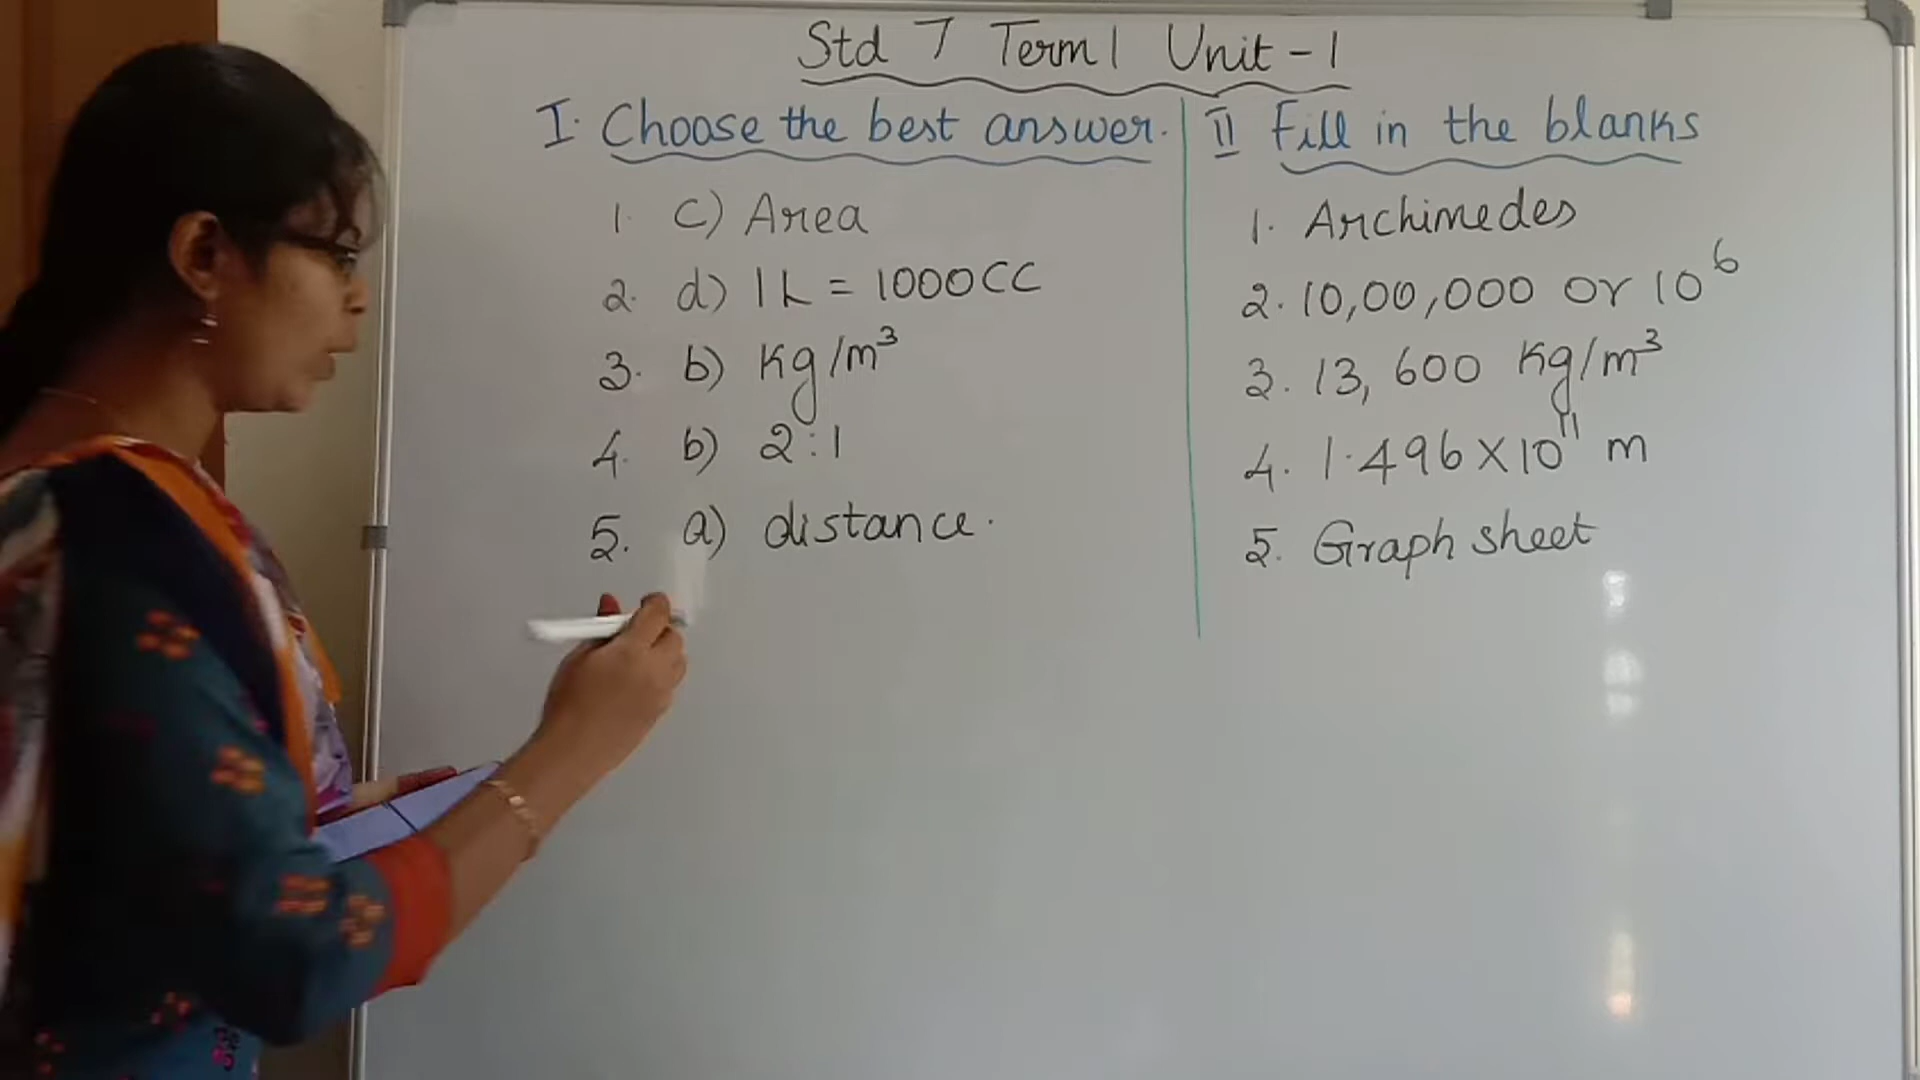 Std 7 Term 1 Unit - 1
I. Choose the best answer.
1. c) Area
2. d) 1L = 1000CC
3. b) Kg/m³
4. b) 2:1
5. a) distance.
II Fill in the blanks
1. Archimedes
2. 10,00,000 or 10⁶
3. 13, 600 Kg/m³
4. 1.496 X 10¹¹ m
5. Graph sheet